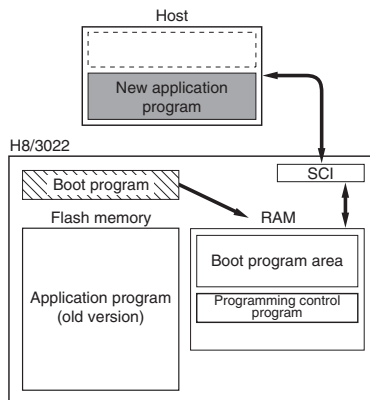 Host
New application
program
H8/3022
SCI
Boot program
Flash memory
RAM
Application program
(old version)
Boot program area
Programming control
program